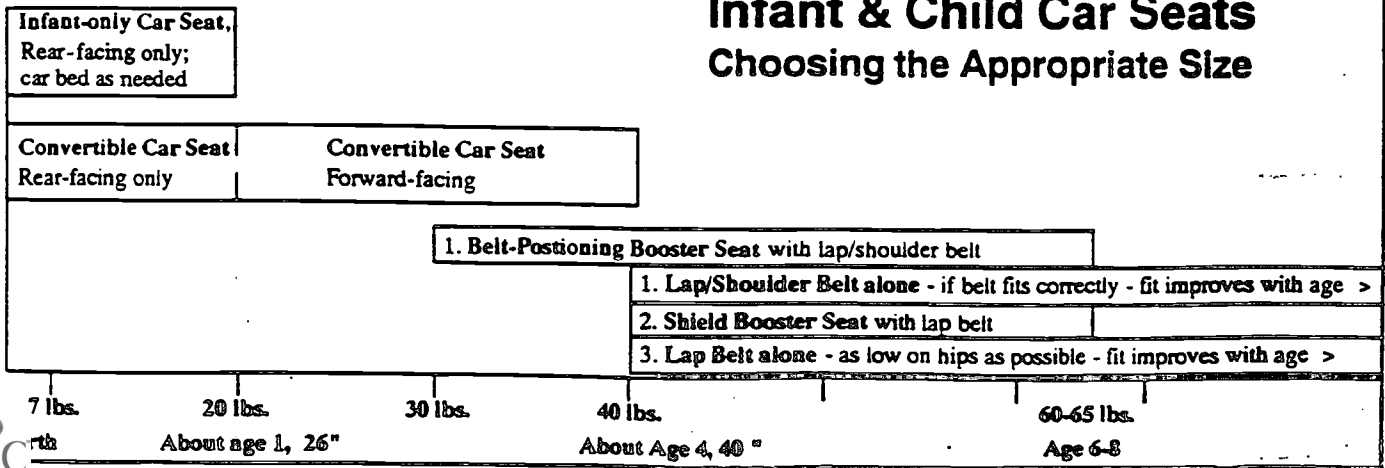 Infant & Child Car Seats
Choosing the Appropriate Size
Infant-only Car Seat,
Rear-facing only;
car bed as needed
Convertible Car Seat
Rear-facing only
Convertible Car Seat
Forward-facing
1. Belt-Postioning Booster Seat with lap/shoulder belt
1. Lap/Shoulder Belt alone - if belt fits correctly - fit improves with age >
2. Shield Booster Seat with lap belt
3. Lap Belt alone - as low on hips as possible - fit improves with age >
7 lbs. 20 lbs. 30 lbs. 40 lbs. 60-65 lbs.
rth About age 1, 26" About Age 4, 40 " Age 6-8